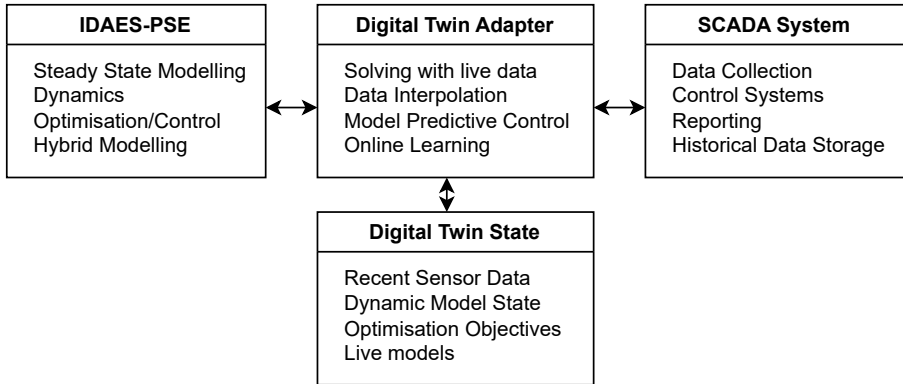 IDAES-PSE
Steady State Modelling
Dynamics
Optimisation/Control
Hybrid Modelling
Digital Twin Adapter
Solving with live data
Data Interpolation
Model Predictive Control
Online Learning
SCADA System
Data Collection
Control Systems
Reporting
Historical Data Storage
Digital Twin State
Recent Sensor Data
Dynamic Model State
Optimisation Objectives
Live models